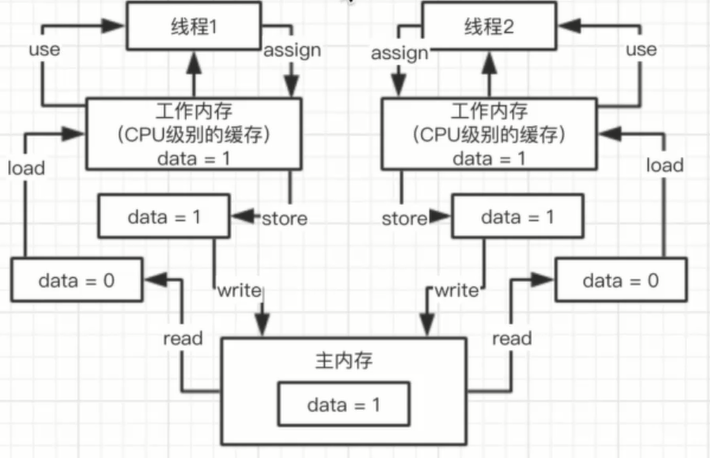 线程1
线程2
use
assign
assign
use
工作内存
(CPU级别的缓存)
data = 1
工作内存
(CPU级别的缓存)
data = 1
load
load
data = 1
store
store
data = 1
data = 0
write
write
data = 0
read
read
主内存
data = 1